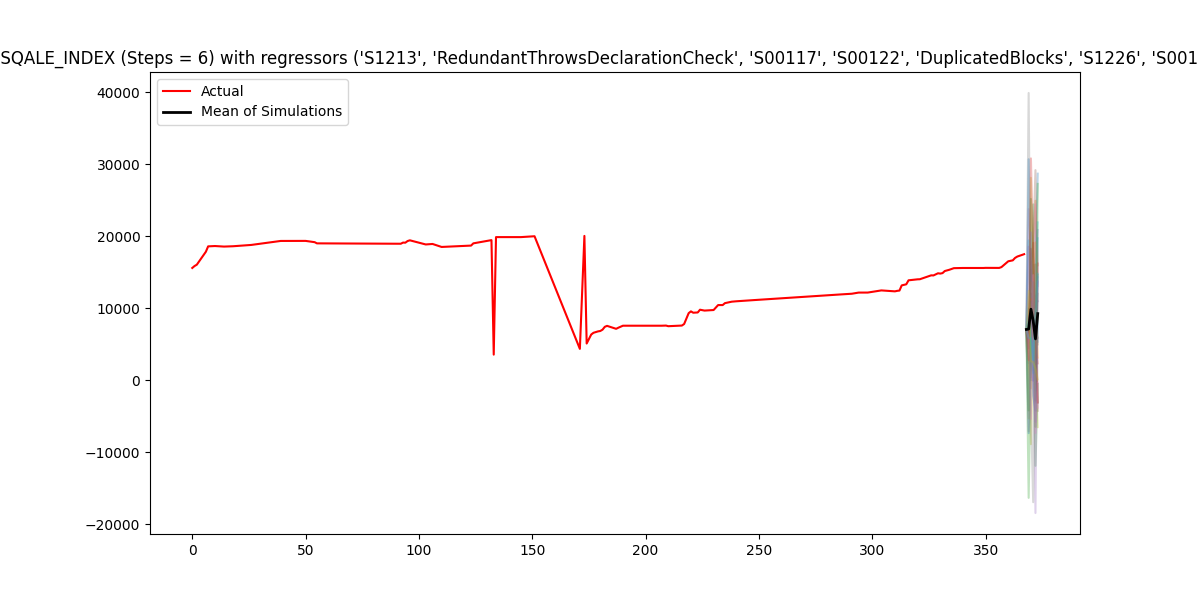 SQALE_INDEX (Steps = 6) with regressors ('S1213', 'RedundantThrowsDeclarationCheck', 'S00117', 'S00122', 'DuplicatedBlocks', 'S1226', 'S001
Actual
Mean of Simulations
40000
30000
20000
10000
0
−10000
−20000
0 50 100 150 200 250 300 350